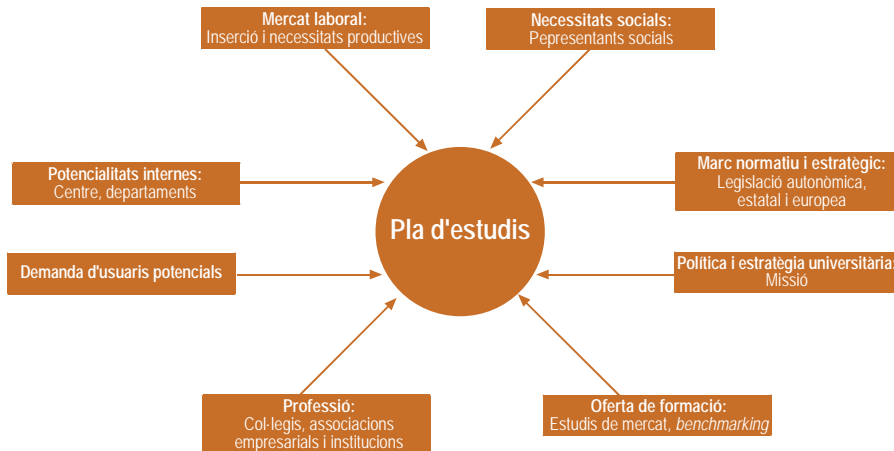 Mercat laboral:
Inserció i necessitats productives
Necessitats socials:
Pepresentants socials
Potencialitats internes:
Centre, departaments
Marc normatiu i estratègic:
Legislació autonòmica,
estatal i europea
Pla d'estudis
Demanda d'usuaris potencials
Política i estratègia universitària:
Missió
Professió:
Col·legis, associacions
empresarials i institucions
Oferta de formació:
Estudis de mercat, benchmarking